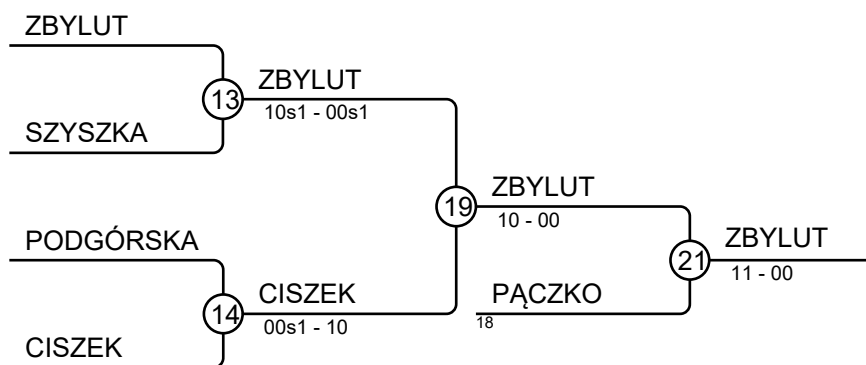 ZBYLUT
13
ZBYLUT
10s1 - 00s1
SZYSZKA
19
ZBYLUT
10 - 00
PODGÓRSKA
14
CISZEK
00s1 - 10
CISZEK
21
ZBYLUT
11 - 00
PĄCZKO
18